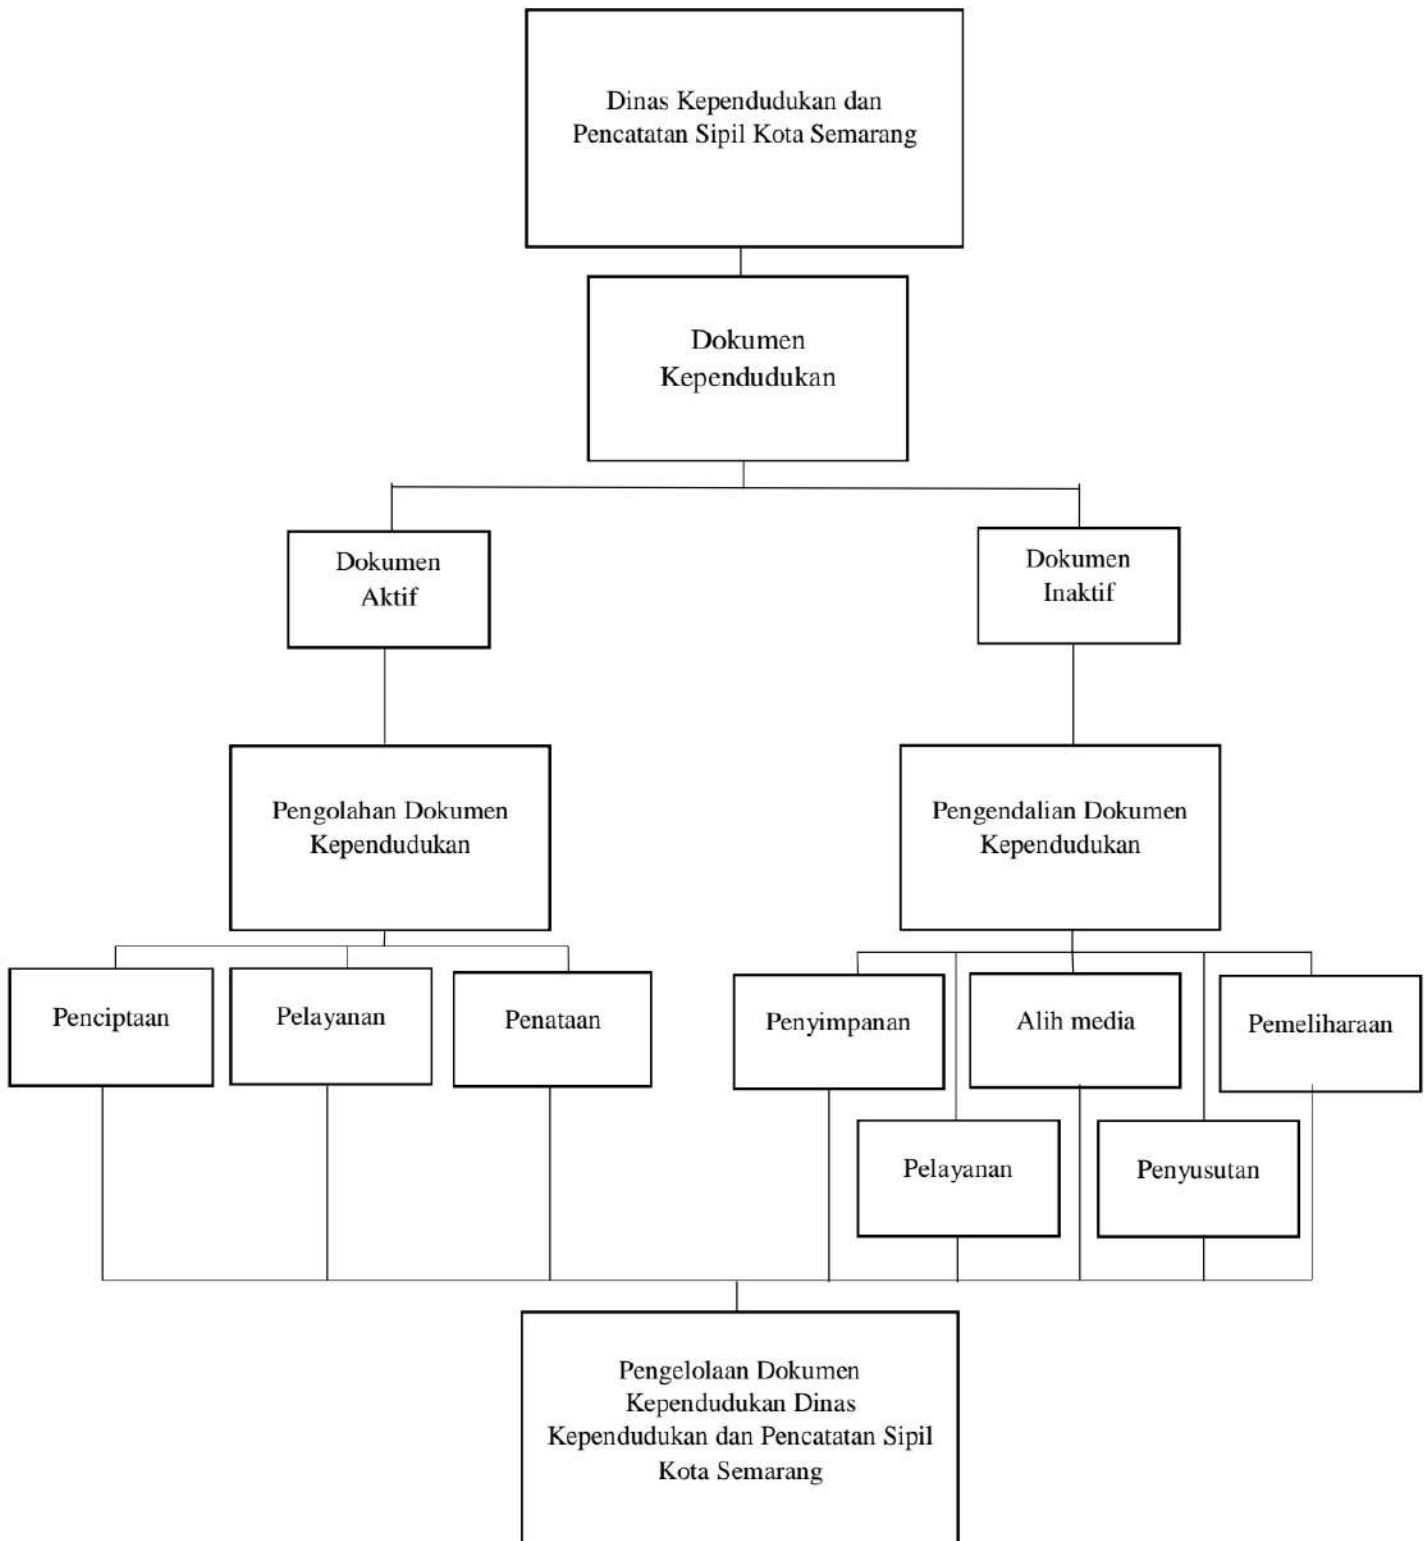 Dinas Kependudukan dan
Pencatatan Sipil Kota Semarang
Dokumen
Kependudukan
Dokumen
Aktif
Dokumen
Inaktif
Pengolahan Dokumen
Kependudukan
Pengendalian Dokumen
Kependudukan
Penciptaan
Pelayanan
Penataan
Penyimpanan
Alih media
Pemeliharaan
Pelayanan
Penyusutan
Pengelolaan Dokumen
Kependudukan Dinas
Kependudukan dan Pencatatan Sipil
Kota Semarang